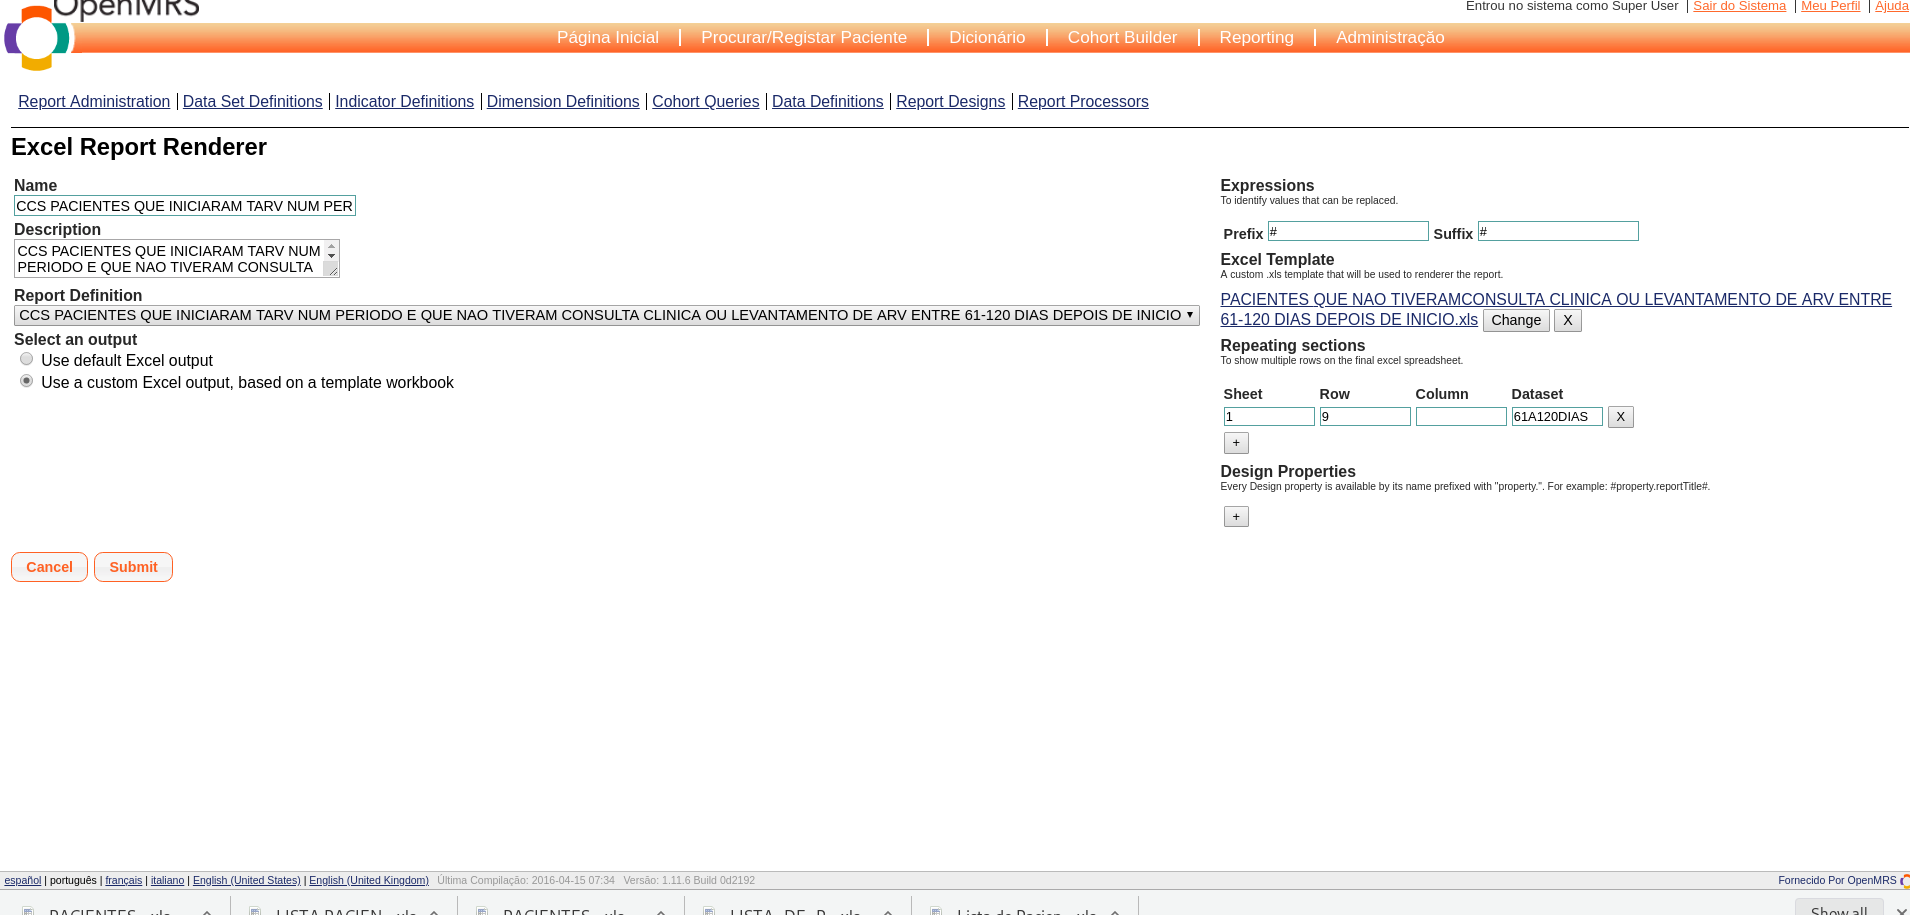 OpenMRS
Entrou no sistema como Super User | Sair do Sistema | Meu Perfil | Ajuda
Página Inicial | Procurar/Registar Paciente | Dicionário | Cohort Builder | Reporting | Administração
Report Administration | Data Set Definitions | Indicator Definitions | Dimension Definitions | Cohort Queries | Data Definitions | Report Designs | Report Processors
Excel Report Renderer
Name
CCS PACIENTES QUE INICIARAM TARV NUM PER
Description
CCS PACIENTES QUE INICIARAM TARV NUM
PERIODO E QUE NAO TIVERAM CONSULTA
Report Definition
CCS PACIENTES QUE INICIARAM TARV NUM PERIODO E QUE NAO TIVERAM CONSULTA CLINICA OU LEVANTAMENTO DE ARV ENTRE 61-120 DIAS DEPOIS DE INICIO
Select an output
Use default Excel output
Use a custom Excel output, based on a template workbook
Expressions
To identify values that can be replaced.
Prefix # Suffix #
Excel Template
A custom .xls template that will be used to renderer the report.
PACIENTES QUE NAO TIVERAMCONSULTA CLINICA OU LEVANTAMENTO DE ARV ENTRE
61-120 DIAS DEPOIS DE INICIO.xls Change X
Repeating sections
To show multiple rows on the final excel spreadsheet.
Sheet Row Column Dataset
1 9 61A120DIAS X
+
Design Properties
Every Design property is available by its name prefixed with "property.". For example: #property.reportTitle#.
+
Cancel Submit
español | português | français | italiano | English (United States) | English (United Kingdom) Última Compilação: 2016-04-15 07:34 Versão: 1.11.6 Build 0d2192
Fornecido Por OpenMRS
PACIENTES....xls LISTA PACIEN....xls PACIENTES....xls LISTA_DE_P....xls Lista de Pacien....xls Show all